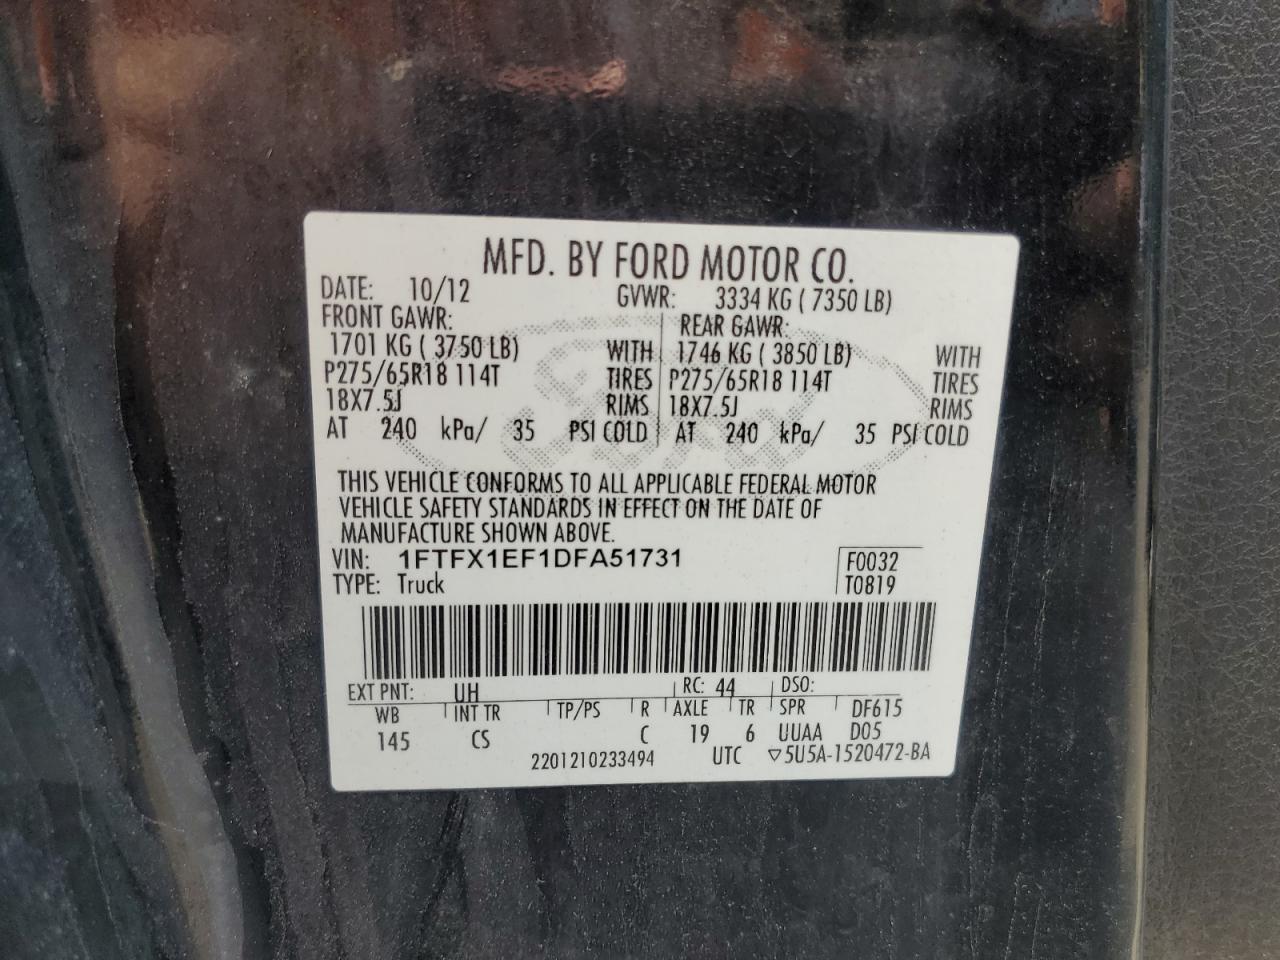 MFD. BY FORD MOTOR CO.
DATE: 10/12 GVWR: 3334 KG ( 7350 LB)
FRONT GAWR: REAR GAWR:
1701 KG ( 3750 LB) WITH 1746 KG ( 3850 LB) WITH
P275/65R18 114T TIRES P275/65R18 114T TIRES
18X7.5J RIMS 18X7.5J RIMS
AT 240 kPa/ 35 PSI COLD AT 240 kPa/ 35 PSI COLD
Ford
THIS VEHICLE CONFORMS TO ALL APPLICABLE FEDERAL MOTOR
VEHICLE SAFETY STANDARDS IN EFFECT ON THE DATE OF
MANUFACTURE SHOWN ABOVE.
VIN: 1FTFX1EF1DFA51731 F0032
TYPE: Truck T0819
EXT PNT: UH RC: 44 DSO:
WB INT TR TP/PS R AXLE TR SPR DF615
145 CS C 19 6 UUAA D05
2201210233494 UTC ▽5U5A-1520472-BA